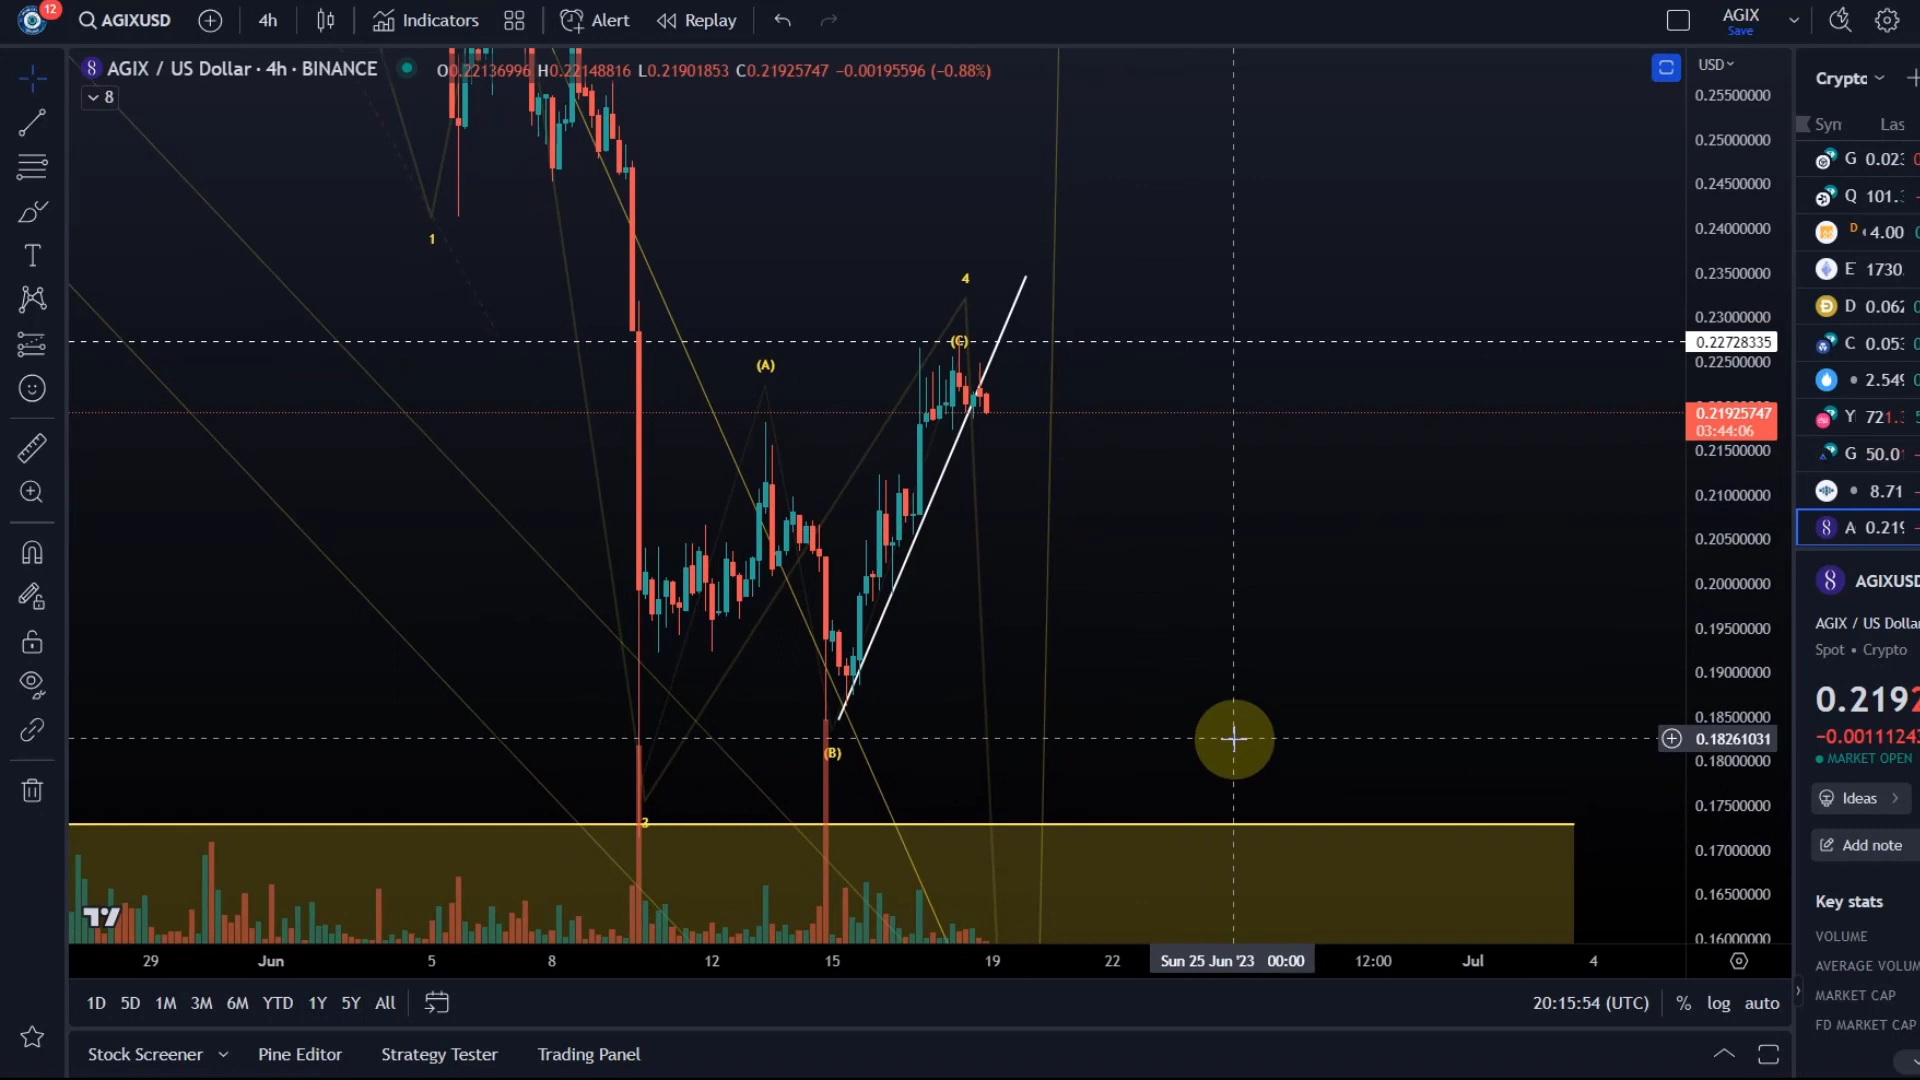 12
AGIXUSD
4h
Indicators
Alert
Replay
AGIX
Save
AGIX / US Dollar · 4h · BINANCE
O0.22136996 H0.22148816 L0.21901853 C0.21925747 −0.00195596 (−0.88%)
8
USD
0.25500000
0.25000000
0.24500000
0.24000000
0.23500000
0.23000000
0.22728335
0.22500000
0.21925747
03:44:06
0.21500000
0.21000000
0.20500000
0.20000000
0.19500000
0.19000000
0.18500000
0.18261031
0.18000000
0.17500000
0.17000000
0.16500000
0.16000000
1
4
(C)
(A)
(B)
3
29
Jun
5
8
12
15
19
22
Sun 25 Jun '23 00:00
12:00
Jul
4
1D 5D 1M 3M 6M YTD 1Y 5Y All
20:15:54 (UTC)
% log auto
Stock Screener
Pine Editor
Strategy Tester
Trading Panel
Crypto
Syn Las
G 0.02
Q 101.
D 4.00
E 1730.
D 0.06
C 0.05
2.54
Y 721.
G 50.0
8.71
A 0.21
AGIXUSD
AGIX / US Dollar
Spot • Crypto
0.2192
−0.0011124
MARKET OPEN
Ideas
Add note
Key stats
VOLUME
AVERAGE VOLUM
MARKET CAP
FD MARKET CAP